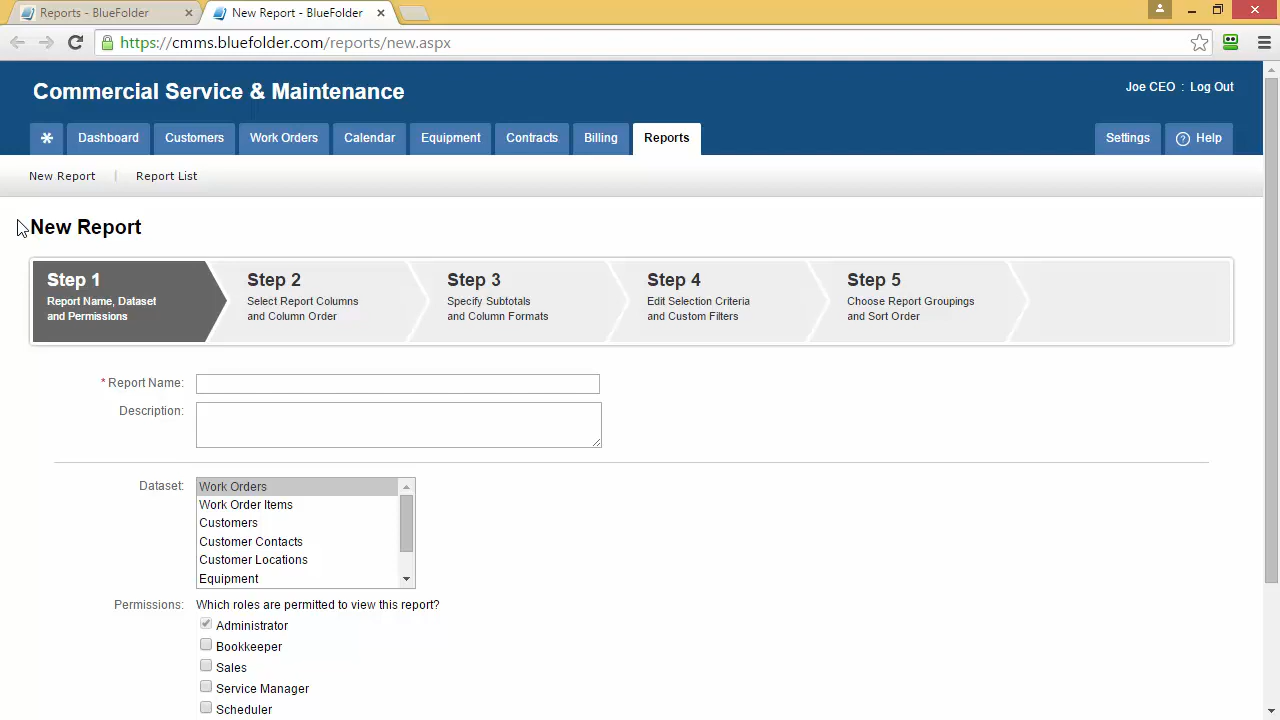 Reports - BlueFolder
New Report - BlueFolder
https://cmms.bluefolder.com/reports/new.aspx
Commercial Service & Maintenance
Joe CEO : Log Out
Dashboard Customers Work Orders Calendar Equipment Contracts Billing Reports Settings ? Help
New Report | Report List
New Report
Step 1
Report Name, Dataset
and Permissions
Step 2
Select Report Columns
and Column Order
Step 3
Specify Subtotals
and Column Formats
Step 4
Edit Selection Criteria
and Custom Filters
Step 5
Choose Report Groupings
and Sort Order
* Report Name:
Description:
Dataset:
Work Orders
Work Order Items
Customers
Customer Contacts
Customer Locations
Equipment
Permissions: Which roles are permitted to view this report?
Administrator
Bookkeeper
Sales
Service Manager
Scheduler